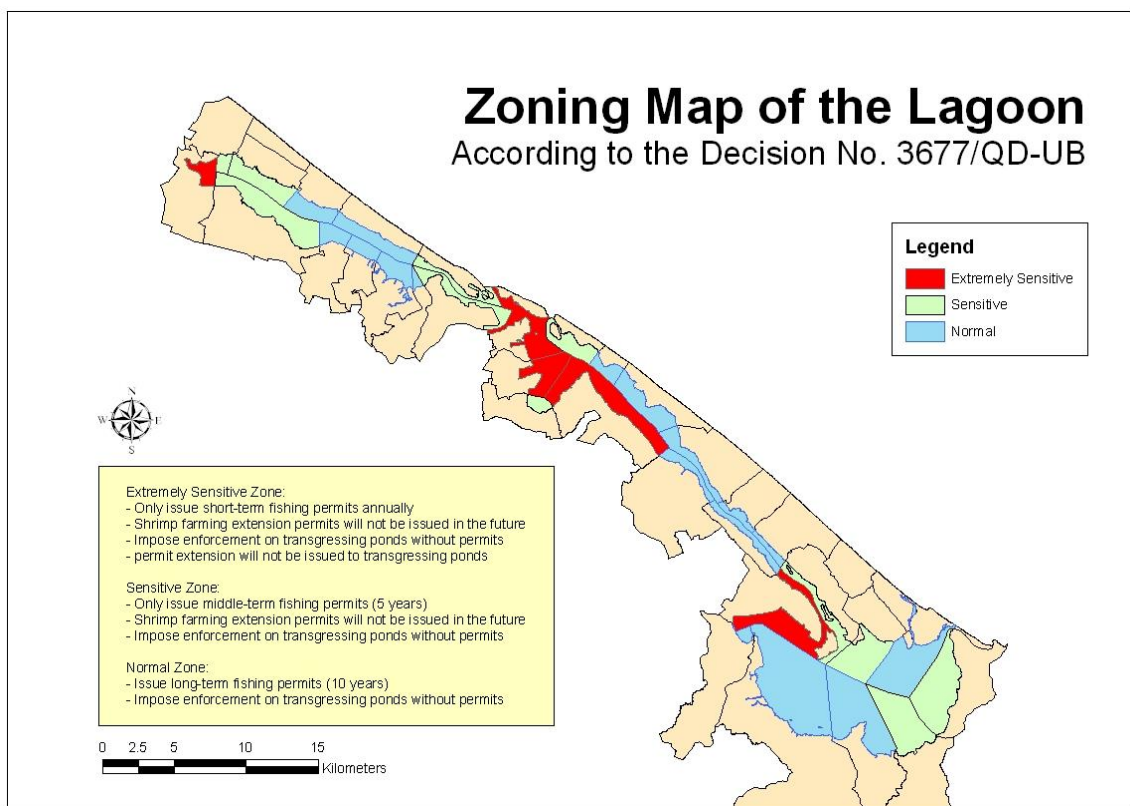 Zoning Map of the Lagoon
According to the Decision No. 3677/QD-UB
Legend
Extremely Sensitive
Sensitive
Normal
N
W E
S
Extremely Sensitive Zone:
- Only issue short-term fishing permits annually
- Shrimp farming extension permits will not be issued in the future
- Impose enforcement on transgressing ponds without permits
- permit extension will not be issued to transgressing ponds
Sensitive Zone:
- Only issue middle-term fishing permits (5 years)
- Shrimp farming extension permits will not be issued in the future
- Impose enforcement on transgressing ponds without permits
Normal Zone:
- Issue long-term fishing permits (10 years)
- Impose enforcement on transgressing ponds without permits
0 2.5 5 10 15
Kilometers